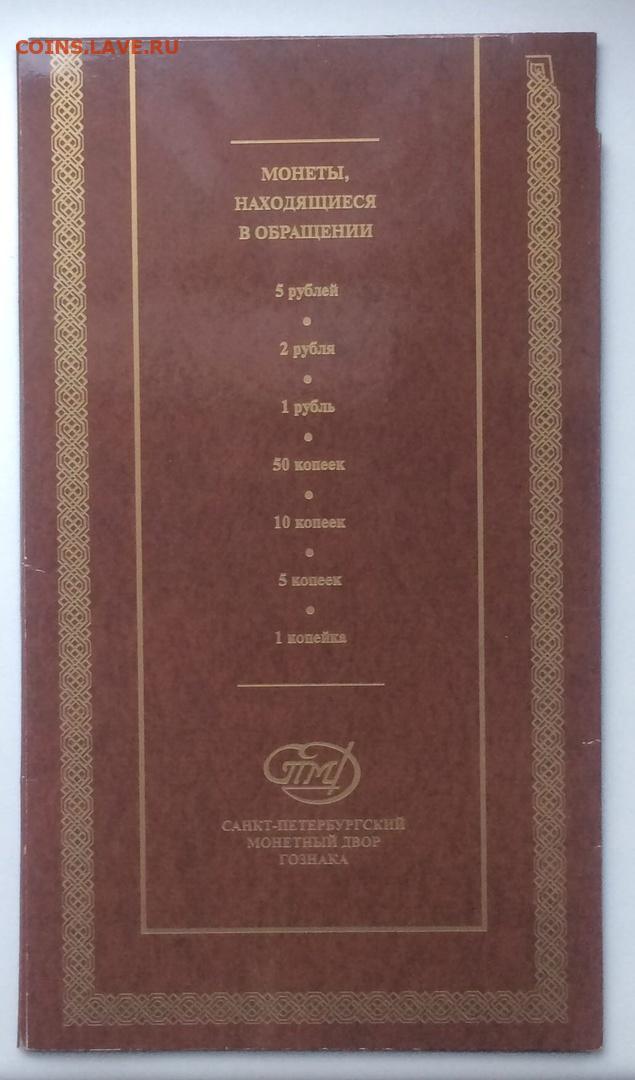 COINS.LAVE.RU
МОНЕТЫ,
НАХОДЯЩИЕСЯ
В ОБРАЩЕНИИ
5 рублей
2 рубля
1 рубль
50 копеек
10 копеек
5 копеек
1 копейка
СПМД
САНКТ-ПЕТЕРБУРГСКИЙ
МОНЕТНЫЙ ДВОР
ГОЗНАКА